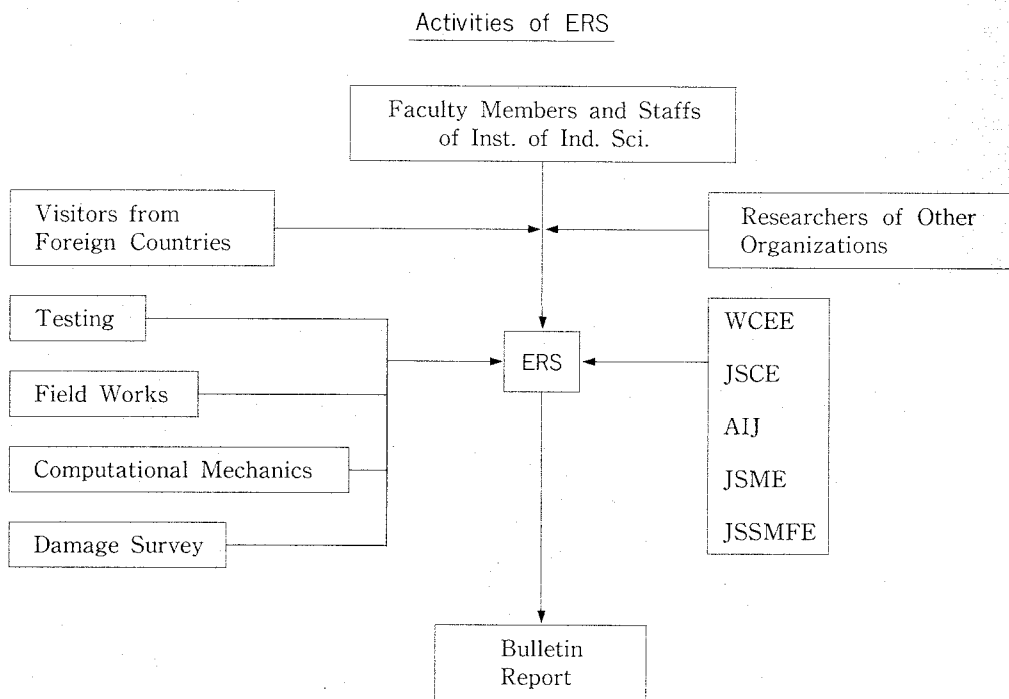 Activities of ERS
Faculty Members and Staffs
of Inst. of Ind. Sci.
Visitors from
Foreign Countries
Researchers of Other
Organizations
Testing
Field Works
Computational Mechanics
Damage Survey
ERS
WCEE
JSCE
AIJ
JSME
JSSMFE
Bulletin
Report